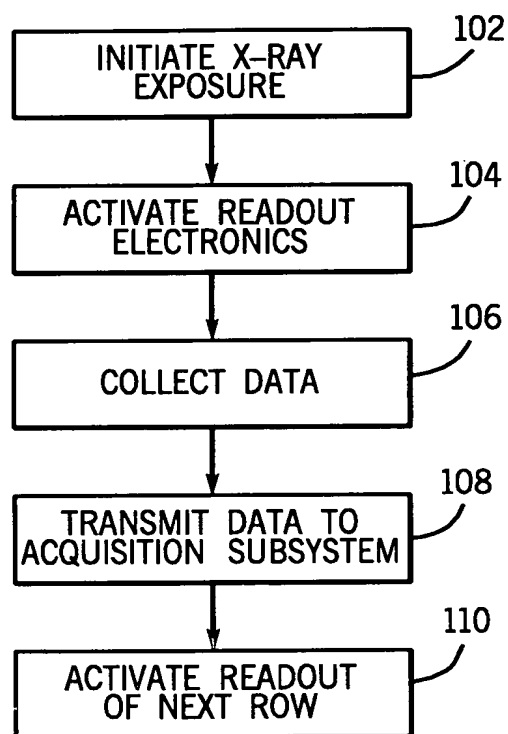 102
INITIATE X-RAY
EXPOSURE
104
ACTIVATE READOUT
ELECTRONICS
106
COLLECT DATA
108
TRANSMIT DATA TO
ACQUISITION SUBSYSTEM
110
ACTIVATE READOUT
OF NEXT ROW